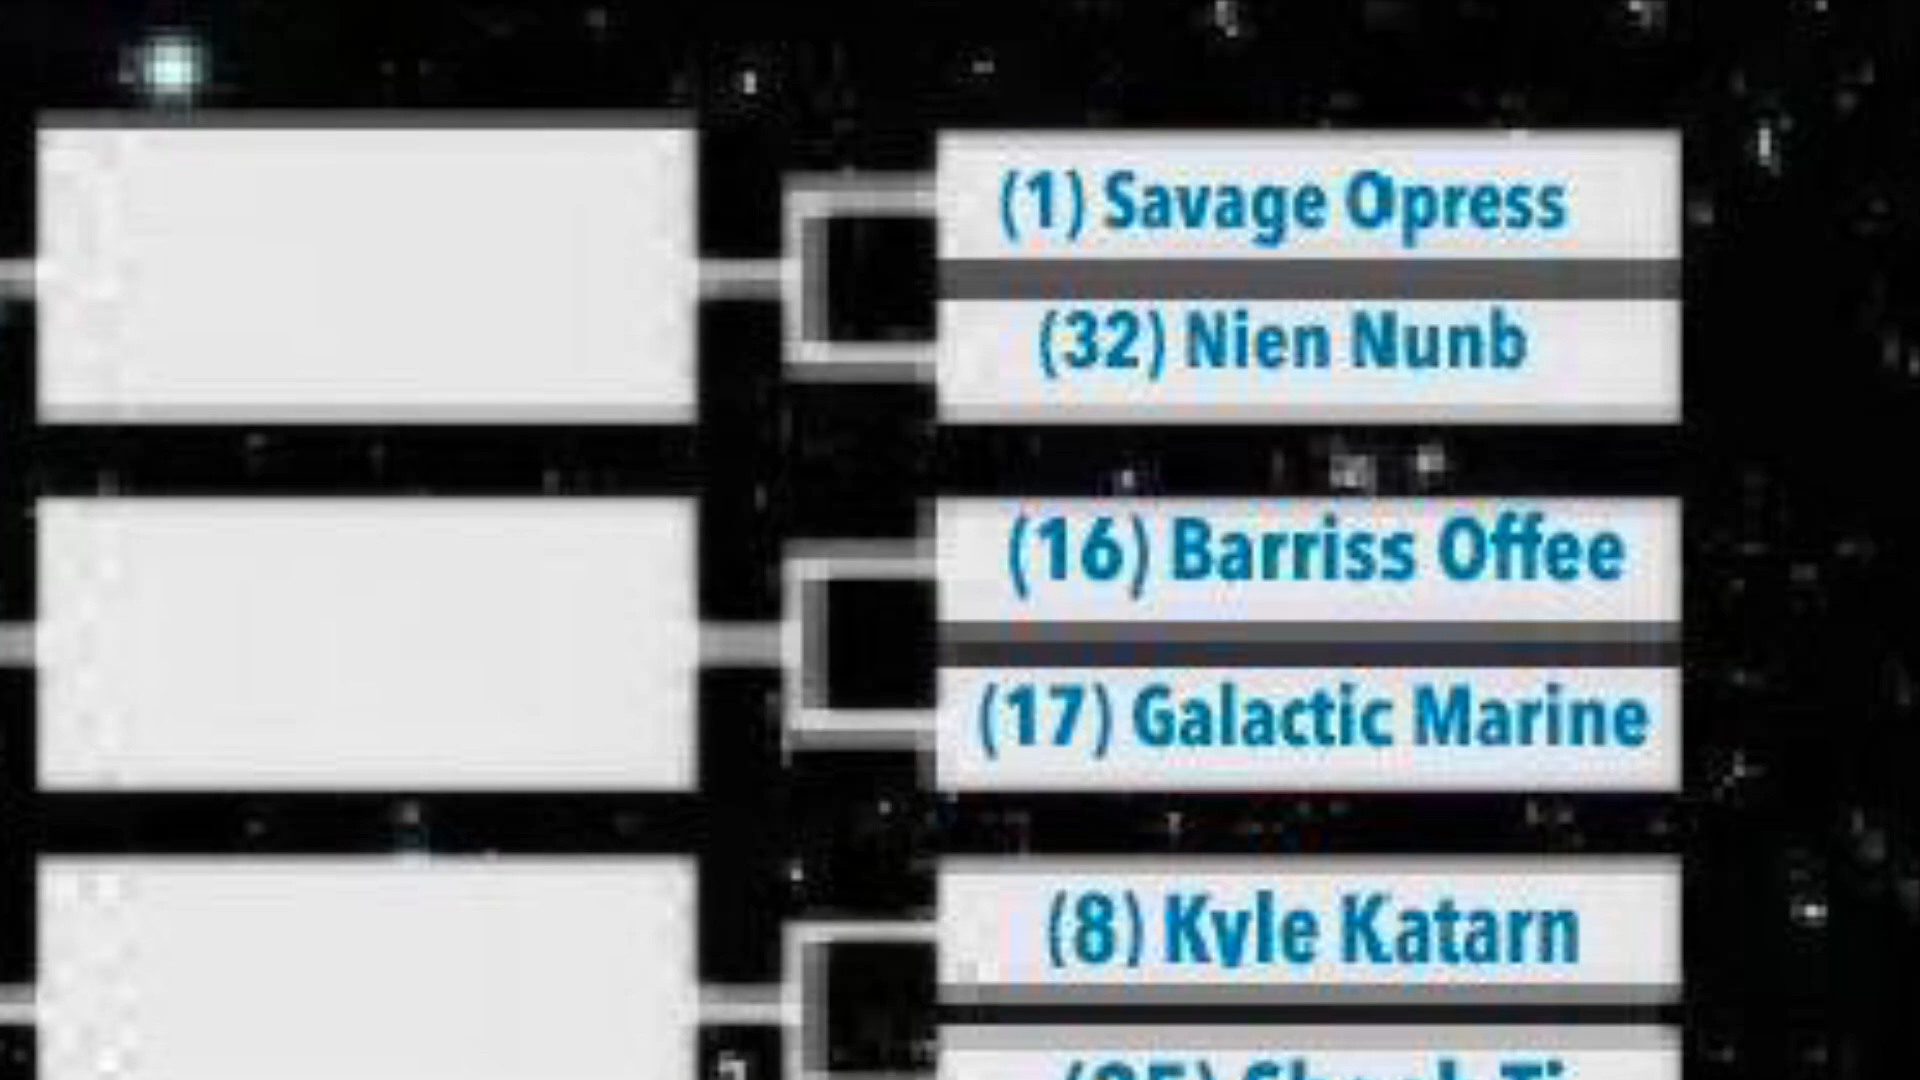 (1) Savage Opress
(32) Nien Nunb
(16) Barriss Offee
(17) Galactic Marine
(8) Kyle Katarn